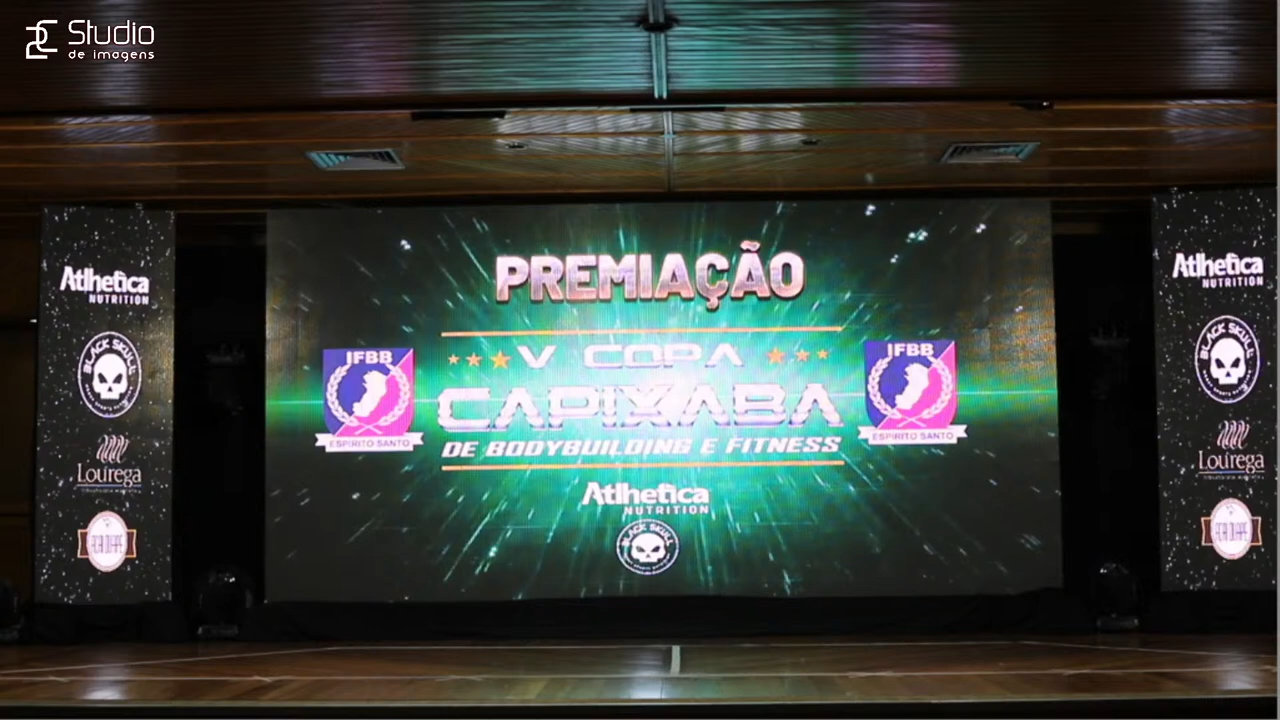 Studio
de imagens
PREMIAÇÃO
V COPA
CAPIXABA
DE BODYBUILDING E FITNESS
IFBB
ESPIRITO SANTO
IFBB
ESPIRITO SANTO
Atlhetica
NUTRITION
BLACK SKULL
Atlhetica
NUTRITION
BLACK SKULL
Lourega
Atlhetica
NUTRITION
BLACK SKULL
Lourega